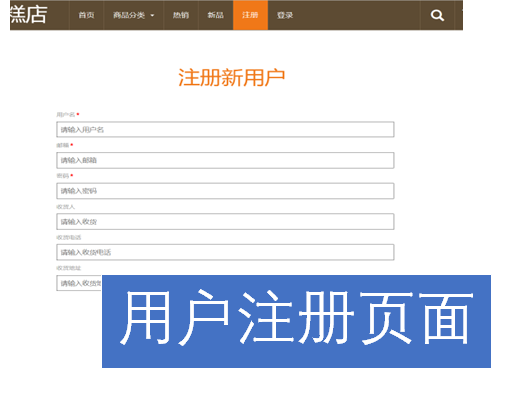 糕店 首页 商品分类 热销 新品 注册 登录
注册新用户
用户名*
请输入用户名
邮箱*
请输入邮箱
密码*
请输入密码
收货人
请输入收货
收货电话
请输入收货电话
收货地址
请输入收货
用户注册页面